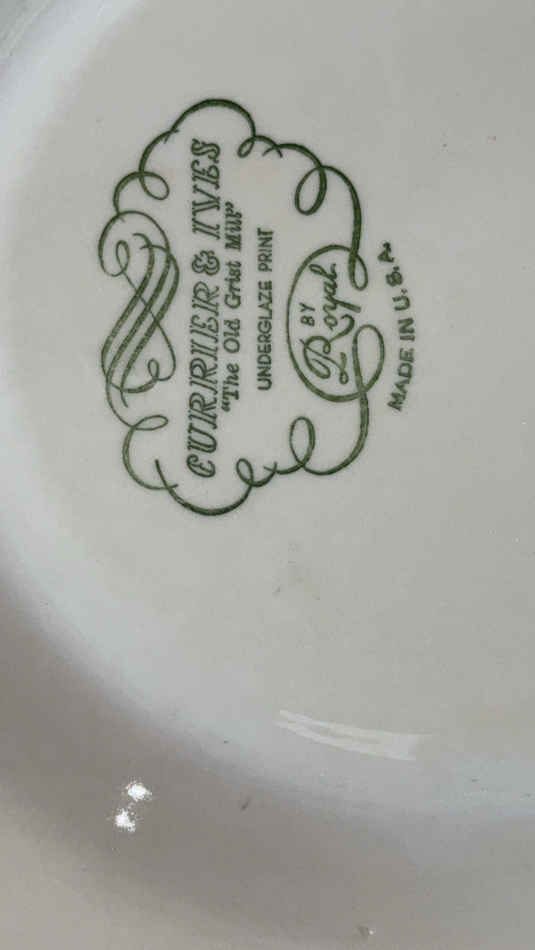 CURRIER & IVES
"The Old Grist Mill"
UNDERGLAZE PRINT
BY
Royal
MADE IN U.S.A.